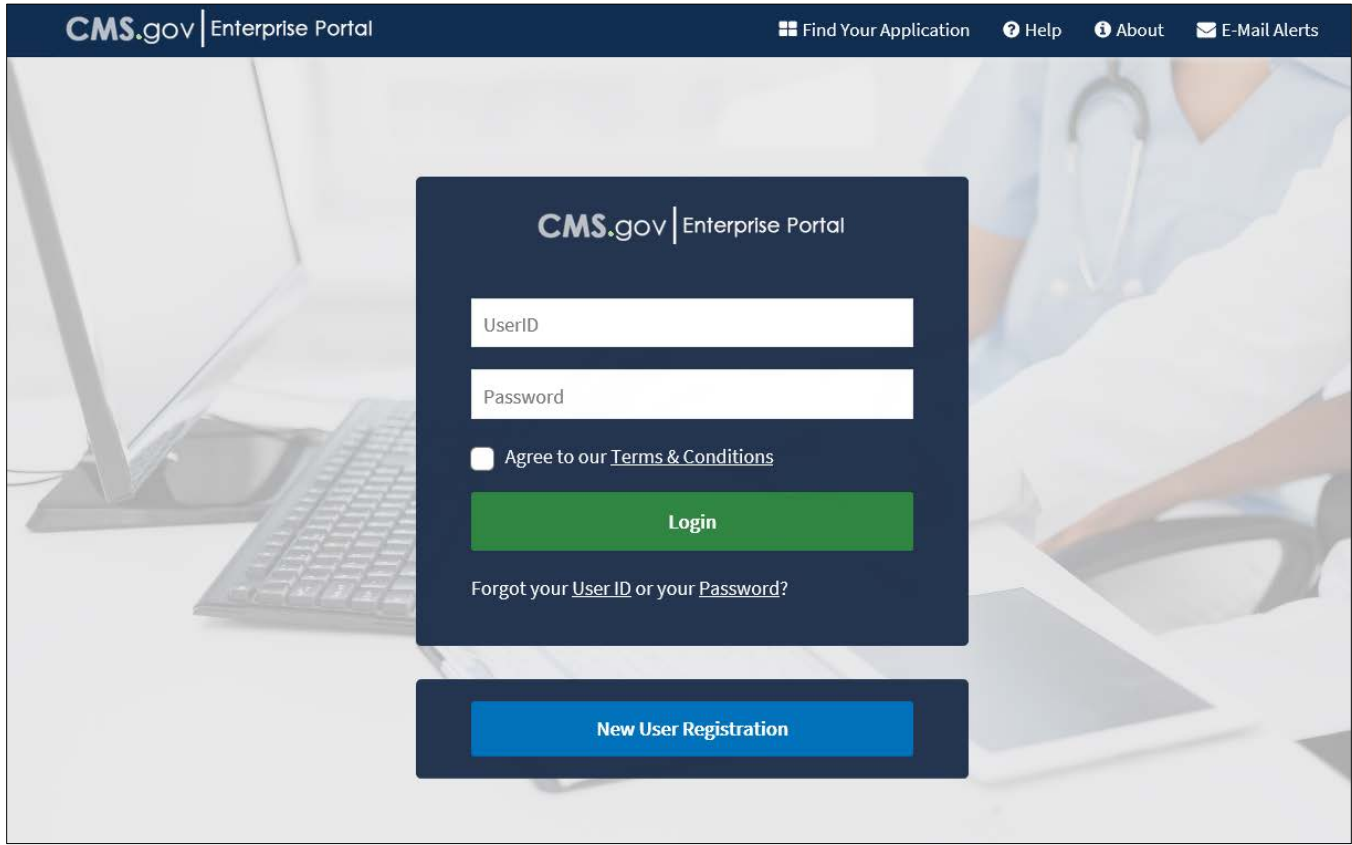 CMS.gov Enterprise Portal Find Your Application Help About E-Mail Alerts
CMS.gov Enterprise Portal
UserID
Password
Agree to our Terms & Conditions
Login
Forgot your User ID or your Password?
New User Registration